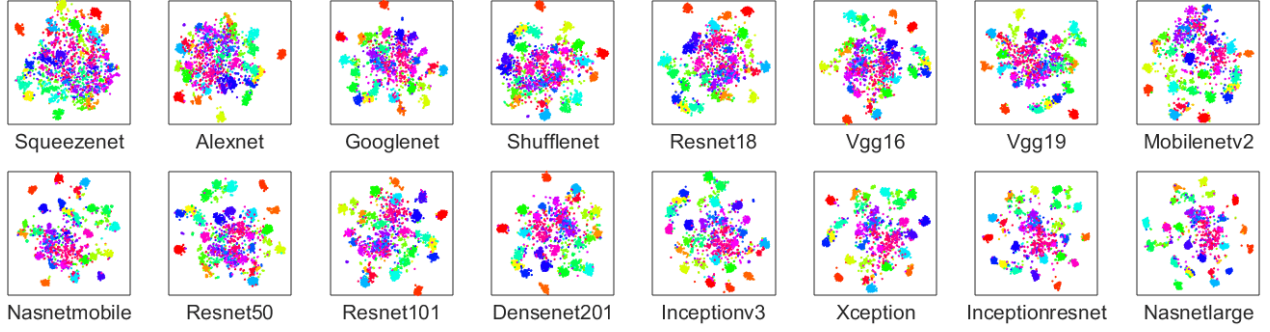 Squeezenet Alexnet Googlenet Shufflenet Resnet18 Vgg16 Vgg19 Mobilenetv2
Nasnetmobile Resnet50 Resnet101 Densenet201 Inceptionv3 Xception Inceptionresnet Nasnetlarge